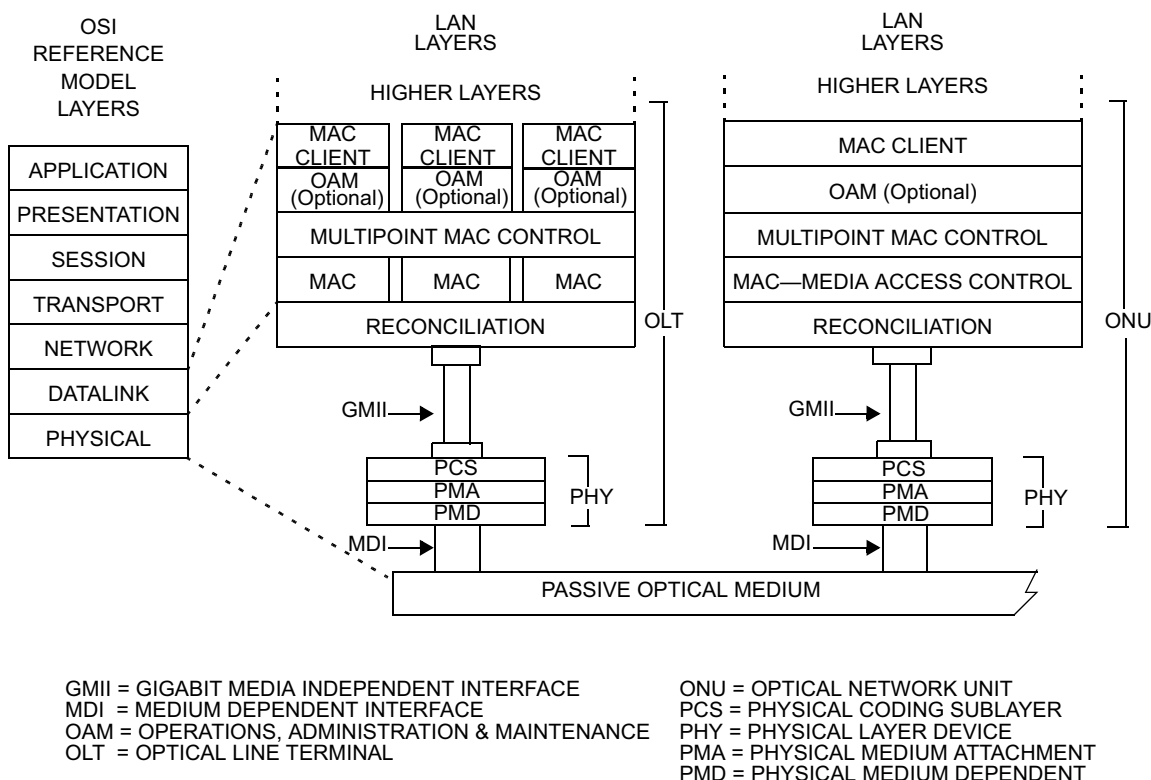 OSI
REFERENCE
MODEL
LAYERS
APPLICATION
PRESENTATION
SESSION
TRANSPORT
NETWORK
DATALINK
PHYSICAL
LAN
LAYERS
HIGHER LAYERS
MAC
CLIENT
OAM
(Optional)
MAC
CLIENT
OAM
(Optional)
MAC
CLIENT
OAM
(Optional)
MULTIPOINT MAC CONTROL
MAC
MAC
MAC
RECONCILIATION
OLT
GMII
PCS
PMA
PMD
PHY
MDI
LAN
LAYERS
HIGHER LAYERS
MAC CLIENT
OAM (Optional)
MULTIPOINT MAC CONTROL
MAC—MEDIA ACCESS CONTROL
RECONCILIATION
ONU
GMII
PCS
PMA
PMD
PHY
MDI
PASSIVE OPTICAL MEDIUM
GMII = GIGABIT MEDIA INDEPENDENT INTERFACE
MDI = MEDIUM DEPENDENT INTERFACE
OAM = OPERATIONS, ADMINISTRATION & MAINTENANCE
OLT = OPTICAL LINE TERMINAL
ONU = OPTICAL NETWORK UNIT
PCS = PHYSICAL CODING SUBLAYER
PHY = PHYSICAL LAYER DEVICE
PMA = PHYSICAL MEDIUM ATTACHMENT
PMD = PHYSICAL MEDIUM DEPENDENT